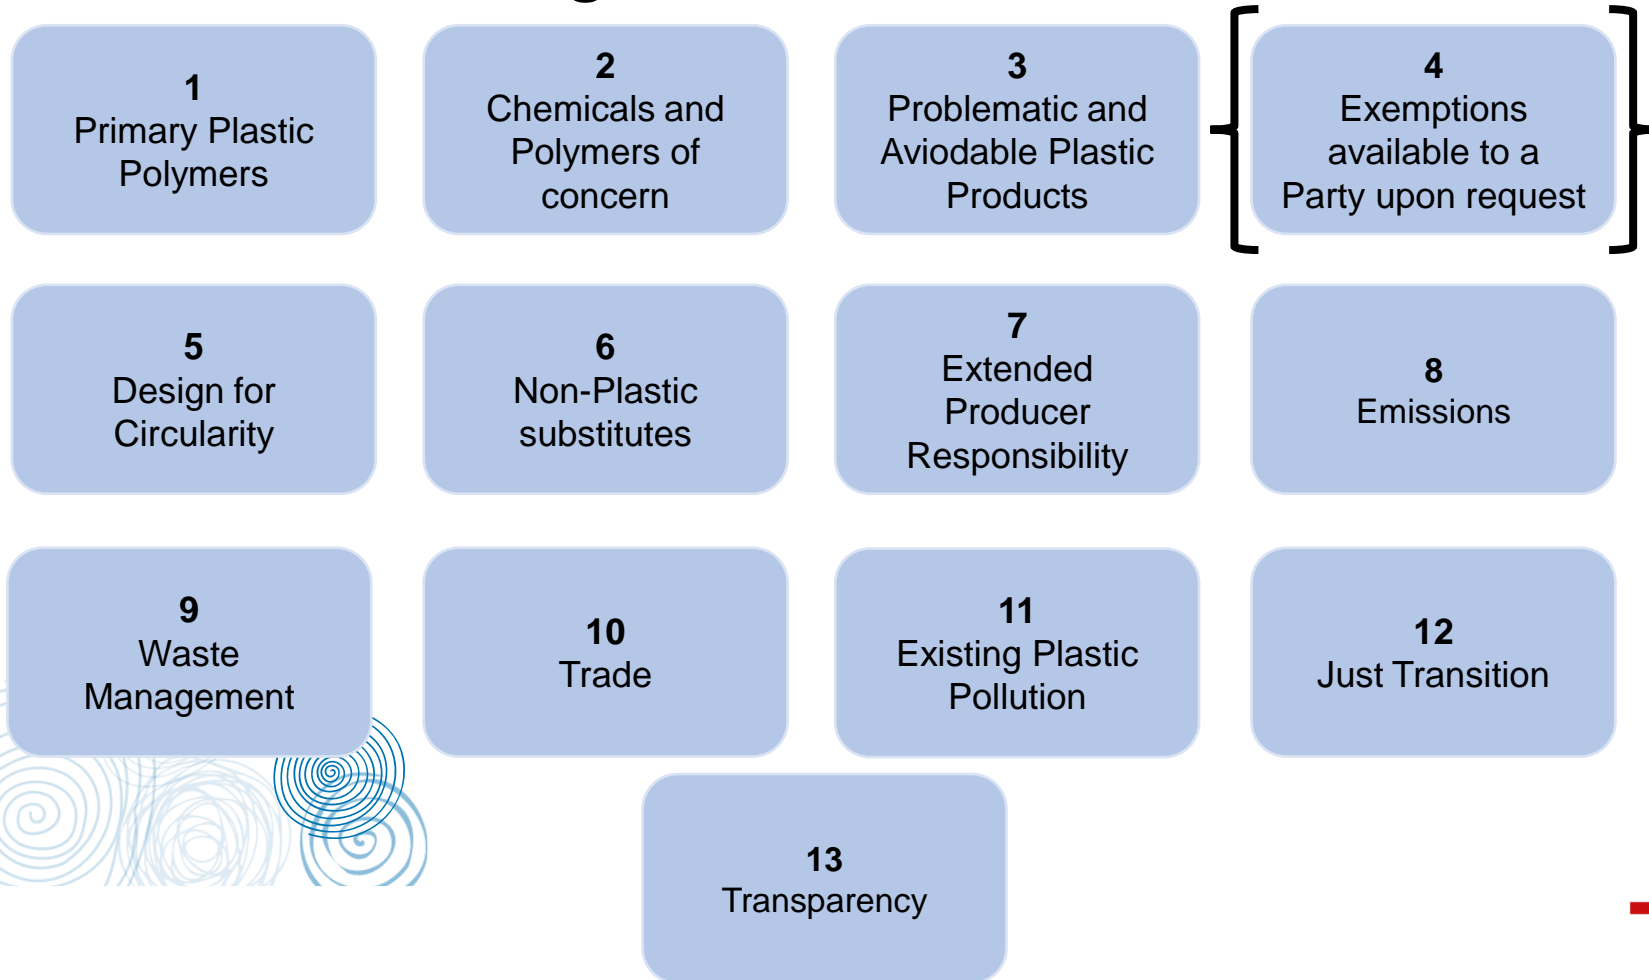 1
Primary Plastic
Polymers
2
Chemicals and
Polymers of
concern
3
Problematic and
Aviodable Plastic
Products
4
Exemptions
available to a
Party upon request
5
Design for
Circularity
6
Non-Plastic
substitutes
7
Extended
Producer
Responsibility
8
Emissions
9
Waste
Management
10
Trade
11
Existing Plastic
Pollution
12
Just Transition
13
Transparency